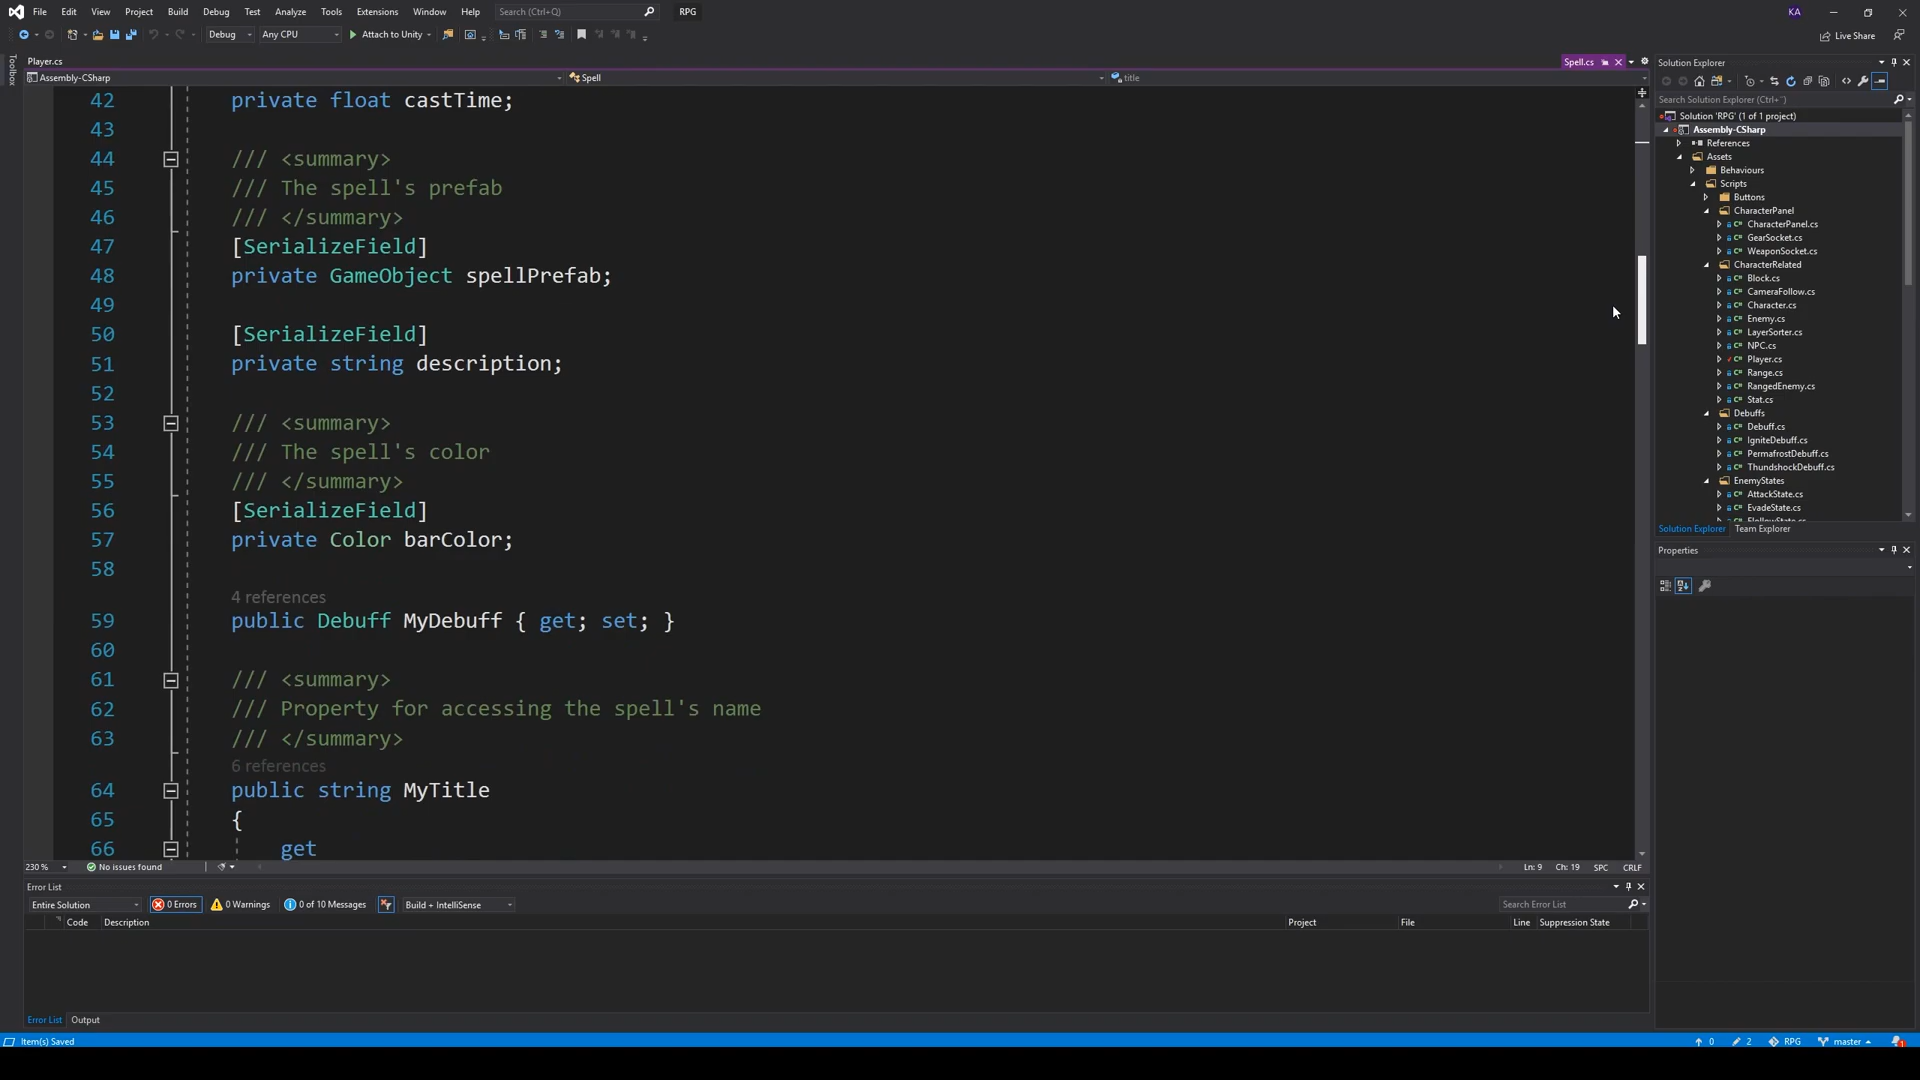 File Edit View Project Build Debug Test Analyze Tools Extensions Window Help Search (Ctrl+Q) RPG KA
Debug Any CPU Attach to Unity Live Share
Toolbox
Player.cs Spell.cs
Assembly-CSharp Spell title
42 private float castTime;
43
44 /// <summary>
45 /// The spell's prefab
46 /// </summary>
47 [SerializeField]
48 private GameObject spellPrefab;
49
50 [SerializeField]
51 private string description;
52
53 /// <summary>
54 /// The spell's color
55 /// </summary>
56 [SerializeField]
57 private Color barColor;
58
4 references
59 public Debuff MyDebuff { get; set; }
60
61 /// <summary>
62 /// Property for accessing the spell's name
63 /// </summary>
6 references
64 public string MyTitle
65 {
66 get
230 % No issues found Ln: 9 Ch: 19 SPC CRLF
Error List
Entire Solution 0 Errors 0 Warnings 0 of 10 Messages Build + IntelliSense Search Error List
Code Description Project File Line Suppression State
Error List Output
Item(s) Saved 0 2 RPG master 1
Solution Explorer
Search Solution Explorer (Ctrl+¨)
Solution 'RPG' (1 of 1 project)
Assembly-CSharp
References
Assets
Behaviours
Scripts
Buttons
CharacterPanel
CharacterPanel.cs
GearSocket.cs
WeaponSocket.cs
CharacterRelated
Block.cs
CameraFollow.cs
Character.cs
Enemy.cs
LayerSorter.cs
NPC.cs
Player.cs
Range.cs
RangedEnemy.cs
Stat.cs
Debuffs
Debuff.cs
IgniteDebuff.cs
PermafrostDebuff.cs
ThundershockDebuff.cs
EnemyStates
AttackState.cs
EvadeState.cs
Solution Explorer Team Explorer
Properties